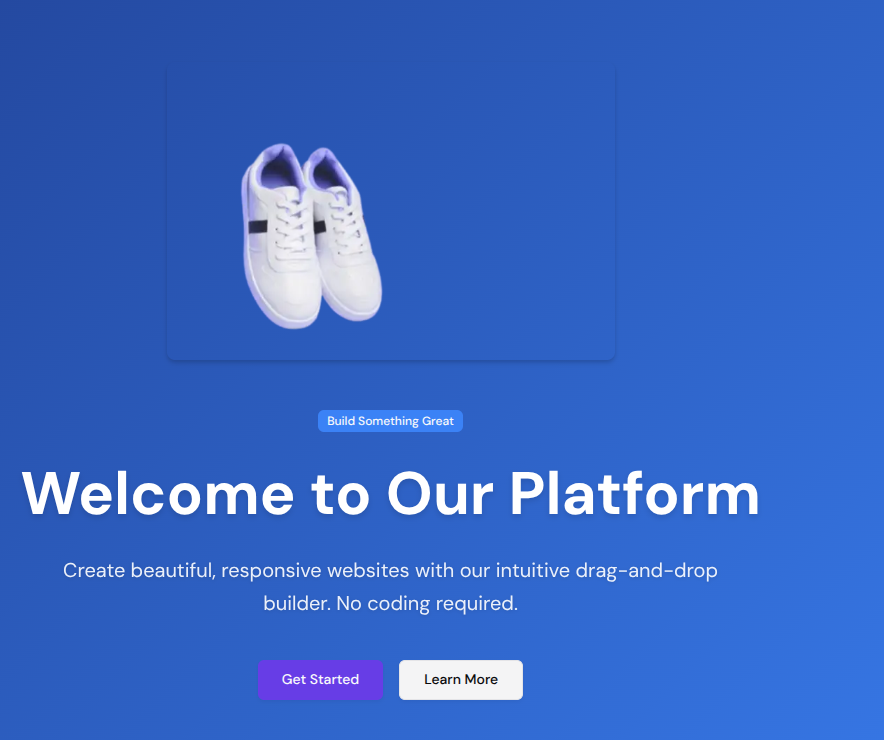 Build Something Great
Welcome to Our Platform
Create beautiful, responsive websites with our intuitive drag-and-drop
builder. No coding required.
Get Started
Learn More